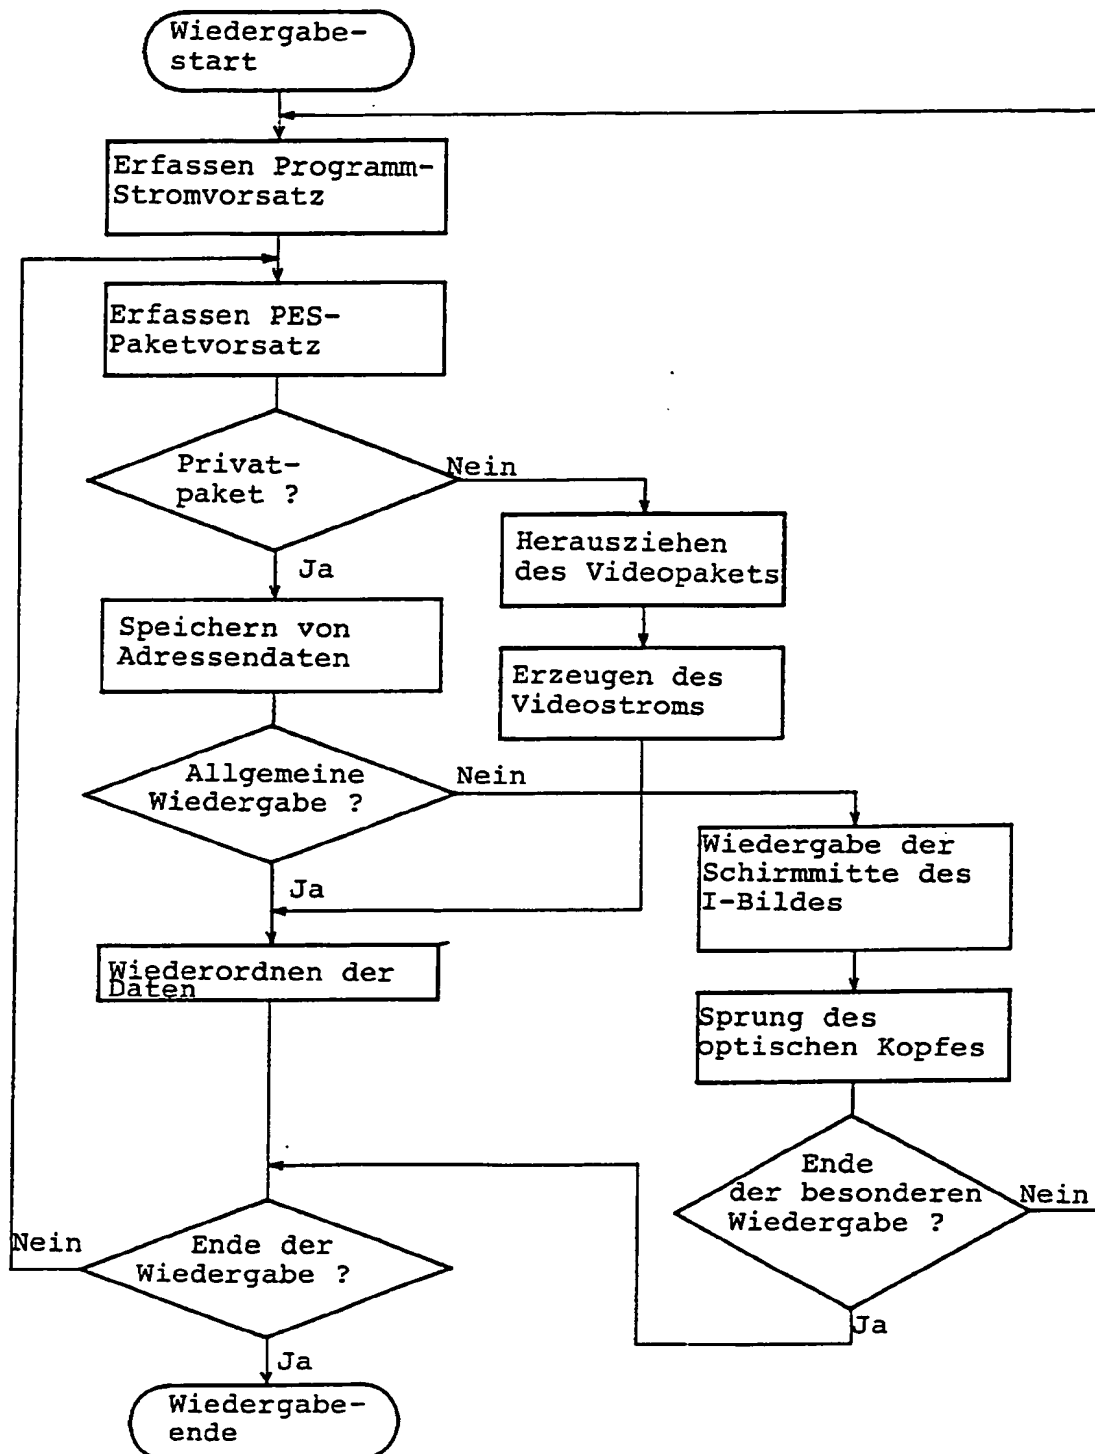 Wiedergabe-
start
Erfassen Programm-
Stromvorsatz
Erfassen PES-
Paketvorsatz
Privat-
paket ?
Nein
Ja
Herausziehen
des Videopakets
Speichern von
Adressendaten
Erzeugen des
Videostroms
Allgemeine
Wiedergabe ?
Nein
Ja
Wiedergabe der
Schirmmitte des
I-Bildes
Wiederordnen der
Daten
Sprung des
optischen Kopfes
Ende
der besonderen
Wiedergabe ?
Nein
Ja
Ende der
Wiedergabe ?
Nein
Ja
Wiedergabe-
ende